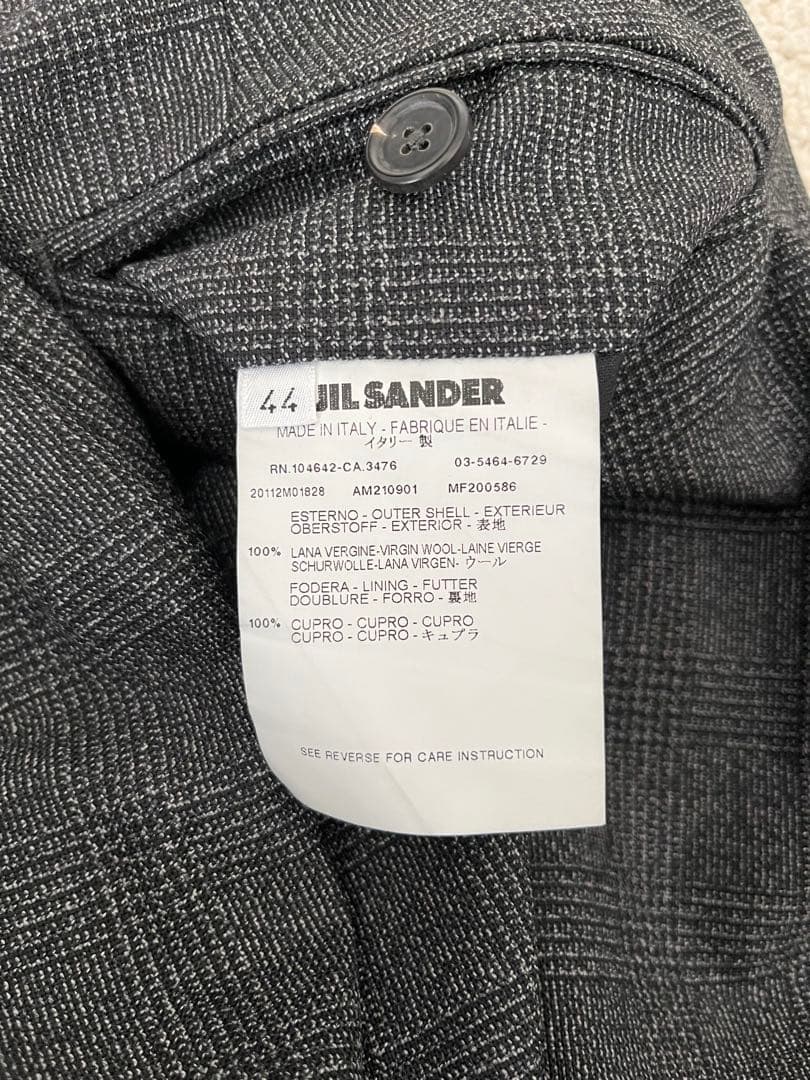 44
JIL SANDER
MADE IN ITALY - FABRIQUE EN ITALIE -
イタリー 製
RN.104642-CA.3476 03-5464-6729
20112M01828 AM210901 MF200586
ESTERNO - OUTER SHELL - EXTERIEUR
OBERSTOFF - EXTERIOR - 表地
100% LANA VERGINE-VIRGIN WOOL-LAINE VIERGE
SCHURWOLLE-LANA VIRGEN- ウール
FODERA - LINING - FUTTER
DOUBLURE - FORRO - 裏地
100% CUPRO - CUPRO - CUPRO
CUPRO - CUPRO - キュプラ
SEE REVERSE FOR CARE INSTRUCTION